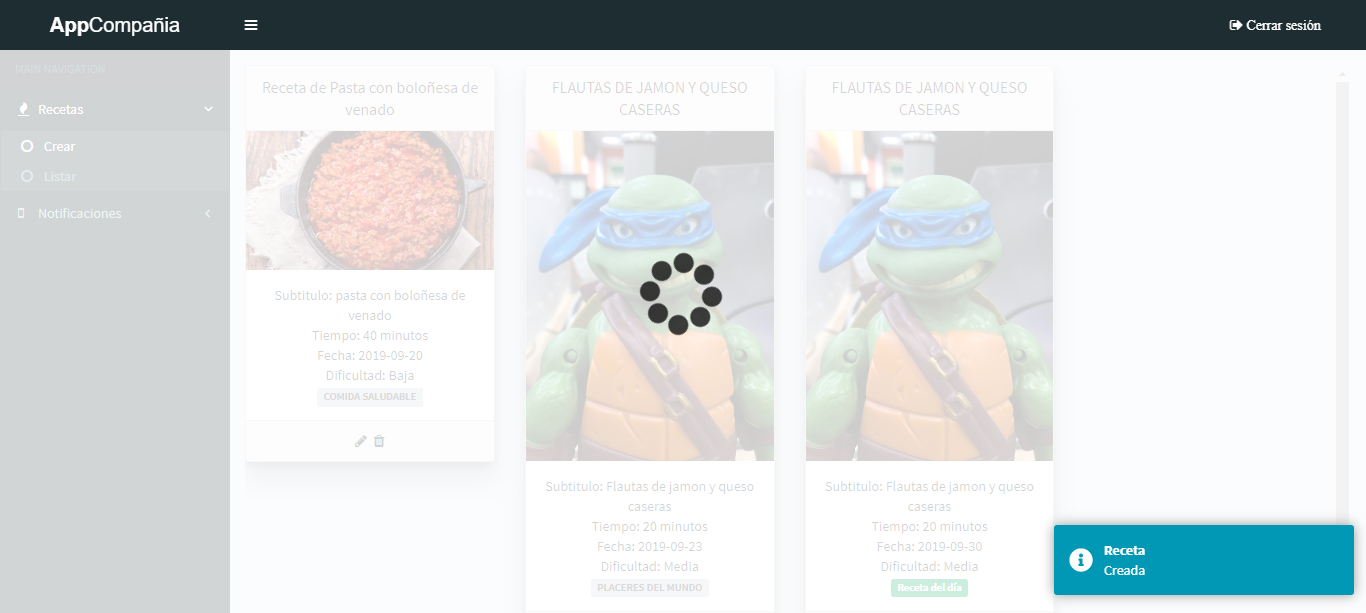 AppCompañia
Cerrar sesión
MAIN NAVIGATION
Recetas
Crear
Listar
Notificaciones
Receta de Pasta con boloñesa de
venado
Subtitulo: pasta con boloñesa de
venado
Tiempo: 40 minutos
Fecha: 2019-09-20
Dificultad: Baja
COMIDA SALUDABLE
FLAUTAS DE JAMON Y QUESO
CASERAS
Subtitulo: Flautas de jamon y queso
caseras
Tiempo: 20 minutos
Fecha: 2019-09-23
Dificultad: Media
PLACERES DEL MUNDO
FLAUTAS DE JAMON Y QUESO
CASERAS
Subtitulo: Flautas de jamon y queso
caseras
Tiempo: 20 minutos
Fecha: 2019-09-30
Dificultad: Media
Receta del día
Receta
Creada